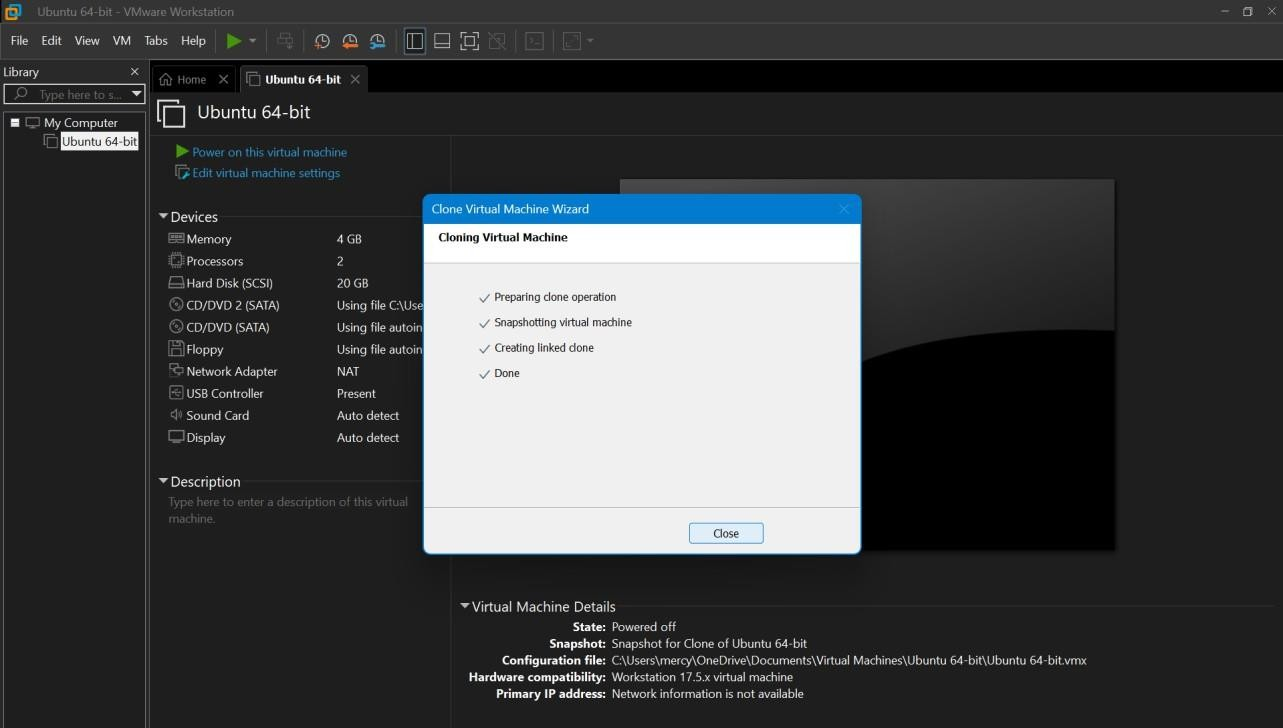 Ubuntu 64-bit - VMware Workstation
File Edit View VM Tabs Help
Library
Type here to s...
My Computer
Ubuntu 64-bit
Home
Ubuntu 64-bit
Ubuntu 64-bit
Power on this virtual machine
Edit virtual machine settings
Devices
Memory 4 GB
Processors 2
Hard Disk (SCSI) 20 GB
CD/DVD 2 (SATA) Using file C:\Use
CD/DVD (SATA) Using file autoin
Floppy Using file autoin
Network Adapter NAT
USB Controller Present
Sound Card Auto detect
Display Auto detect
Description
Type here to enter a description of this virtual
machine.
Clone Virtual Machine Wizard
Cloning Virtual Machine
Preparing clone operation
Snapshotting virtual machine
Creating linked clone
Done
Close
Virtual Machine Details
State: Powered off
Snapshot: Snapshot for Clone of Ubuntu 64-bit
Configuration file: C:\Users\mercy\OneDrive\Documents\Virtual Machines\Ubuntu 64-bit\Ubuntu 64-bit.vmx
Hardware compatibility: Workstation 17.5.x virtual machine
Primary IP address: Network information is not available